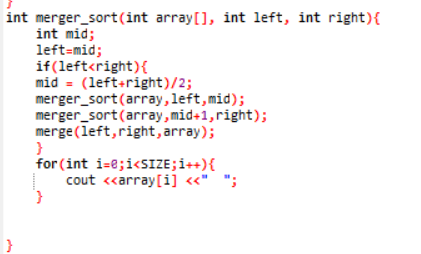 }
int merger_sort(int array[], int left, int right){
    int mid;
    left=mid;
    if(left<right){
    mid = (left+right)/2;
    merger_sort(array,left,mid);
    merger_sort(array,mid+1,right);
    merge(left,right,array);
    }
    for(int i=0;i<SIZE;i++){
        cout <<array[i] <<"  ";
    }
}